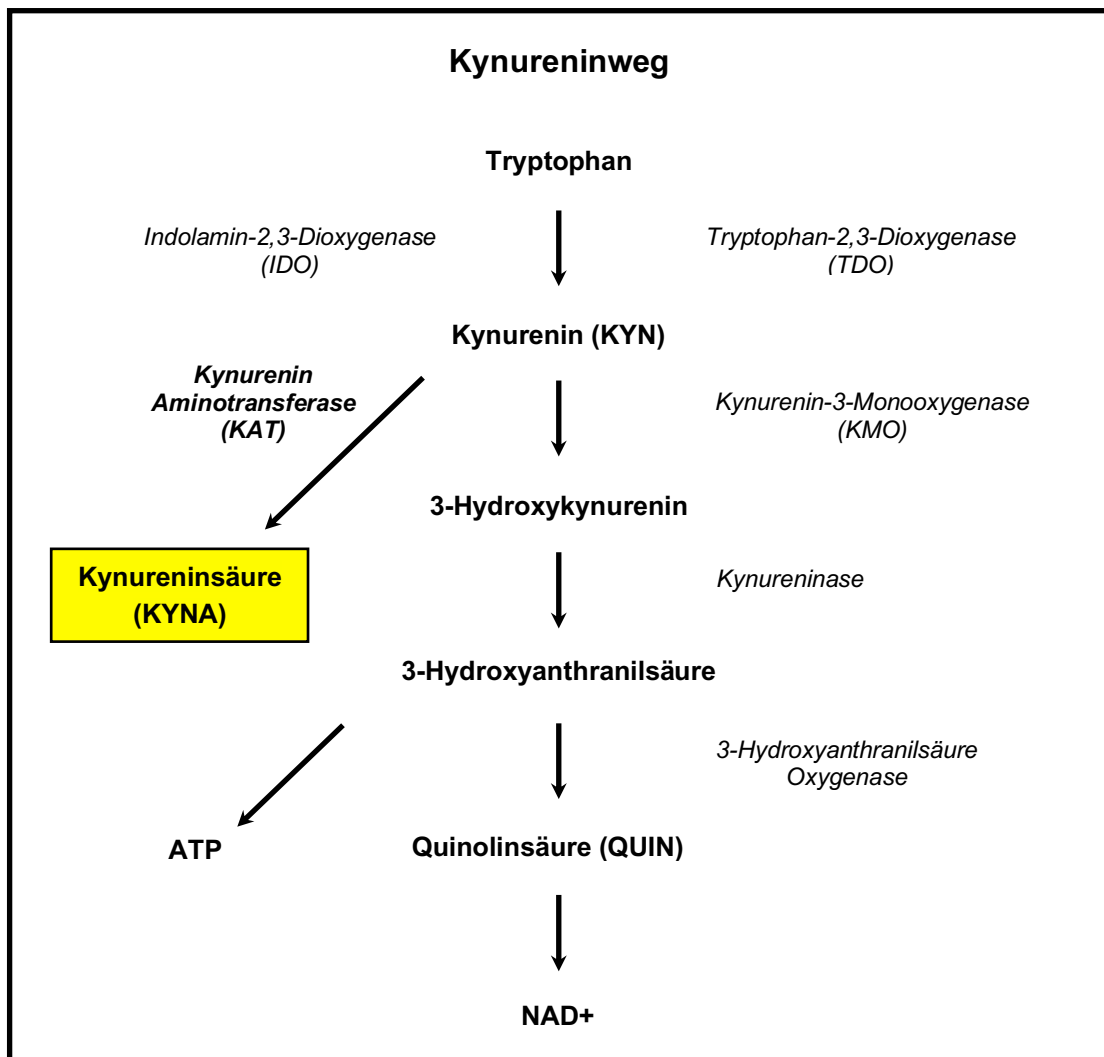 Kynureninweg
Tryptophan
Indolamin-2,3-Dioxygenase
(IDO)
Tryptophan-2,3-Dioxygenase
(TDO)
Kynurenin (KYN)
Kynurenin
Aminotransferase
(KAT)
Kynurenin-3-Monooxygenase
(KMO)
3-Hydroxykynurenin
Kynureninsäure
(KYNA)
Kynureninase
3-Hydroxyanthranilsäure
3-Hydroxyanthranilsäure
Oxygenase
ATP
Quinolinsäure (QUIN)
NAD+